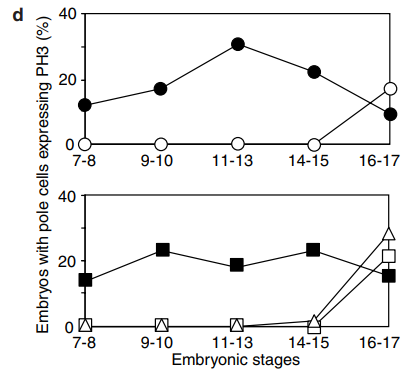 d
Embryos with pole cells expressing PH3 (%)
40
20
0
7-8 9-10 11-13 14-15 16-17
40
20
0
7-8 9-10 11-13 14-15 16-17
Embryonic stages